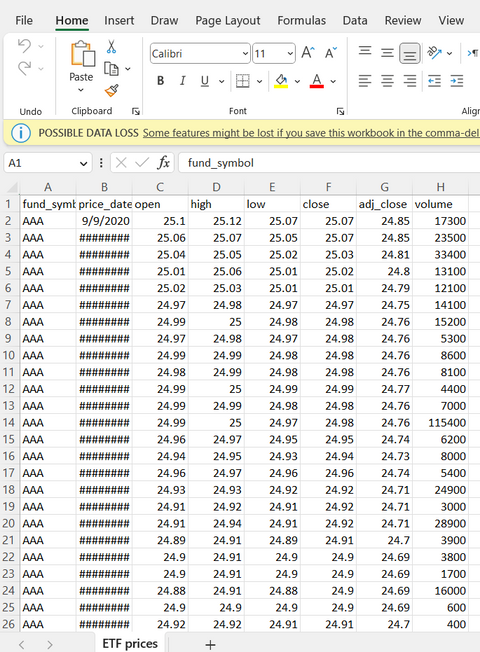 File Home Insert Draw Page Layout Formulas Data Review View
Paste
Calibri 11 A A
B I U A
Undo Clipboard Font
POSSIBLE DATA LOSS Some features might be lost if you save this workbook in the comma-del
A1 fx fund_symbol
A B C D E F G H
1 fund_symb price_date open high low close adj_close volume
2 AAA 9/9/2020 25.1 25.12 25.07 25.07 24.85 17300
3 AAA ######## 25.06 25.07 25.05 25.07 24.85 23500
4 AAA ######## 25.04 25.05 25.02 25.03 24.81 33400
5 AAA ######## 25.01 25.06 25.01 25.02 24.8 13100
6 AAA ######## 25.02 25.03 25.01 25.01 24.79 12100
7 AAA ######## 24.97 24.98 24.97 24.98 24.75 14100
8 AAA ######## 24.99 25 24.98 24.98 24.76 15200
9 AAA ######## 24.97 24.98 24.97 24.98 24.76 5300
10 AAA ######## 24.99 24.99 24.98 24.98 24.76 8600
11 AAA ######## 24.98 24.99 24.98 24.98 24.76 8100
12 AAA ######## 24.99 25 24.99 24.99 24.77 4400
13 AAA ######## 24.99 24.99 24.98 24.98 24.76 7000
14 AAA ######## 24.99 25 24.97 24.98 24.76 115400
15 AAA ######## 24.96 24.97 24.95 24.95 24.74 6200
16 AAA ######## 24.94 24.95 24.93 24.94 24.73 8000
17 AAA ######## 24.96 24.97 24.96 24.96 24.74 5400
18 AAA ######## 24.93 24.93 24.92 24.92 24.71 24900
19 AAA ######## 24.91 24.92 24.91 24.92 24.71 3000
20 AAA ######## 24.91 24.94 24.91 24.92 24.71 28900
21 AAA ######## 24.89 24.91 24.89 24.91 24.7 3900
22 AAA ######## 24.9 24.91 24.9 24.9 24.69 3800
23 AAA ######## 24.9 24.91 24.9 24.9 24.69 1700
24 AAA ######## 24.88 24.91 24.88 24.9 24.69 16000
25 AAA ######## 24.9 24.9 24.9 24.9 24.69 600
26 AAA ######## 24.92 24.92 24.91 24.91 24.7 400
ETF prices